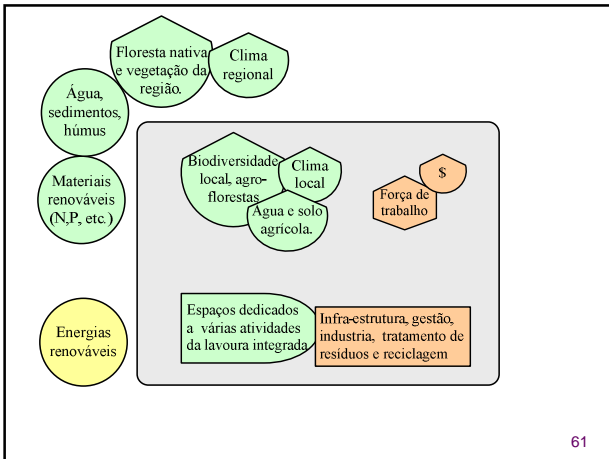 Floresta nativa
e vegetação da
região.
Clima
regional
Água,
sedimentos,
húmus
Materiais
renováveis
(N,P, etc.)
Biodiversidade
local, agro-
florestas
Clima
local
Água e solo
agrícola.
$
Força de
trabalho
Energias
renováveis
Espaços dedicados
a várias atividades
da lavoura integrada
Infra-estrutura, gestão,
industria, tratamento de
resíduos e reciclagem
61